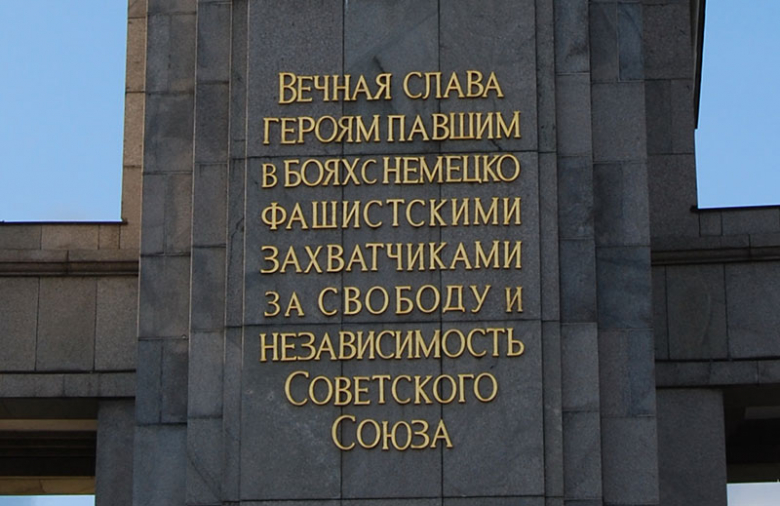 Вечная слава
героям павшим
в боях с немецко
фашистскими
захватчиками
за свободу и
независимость
Советского
Союза